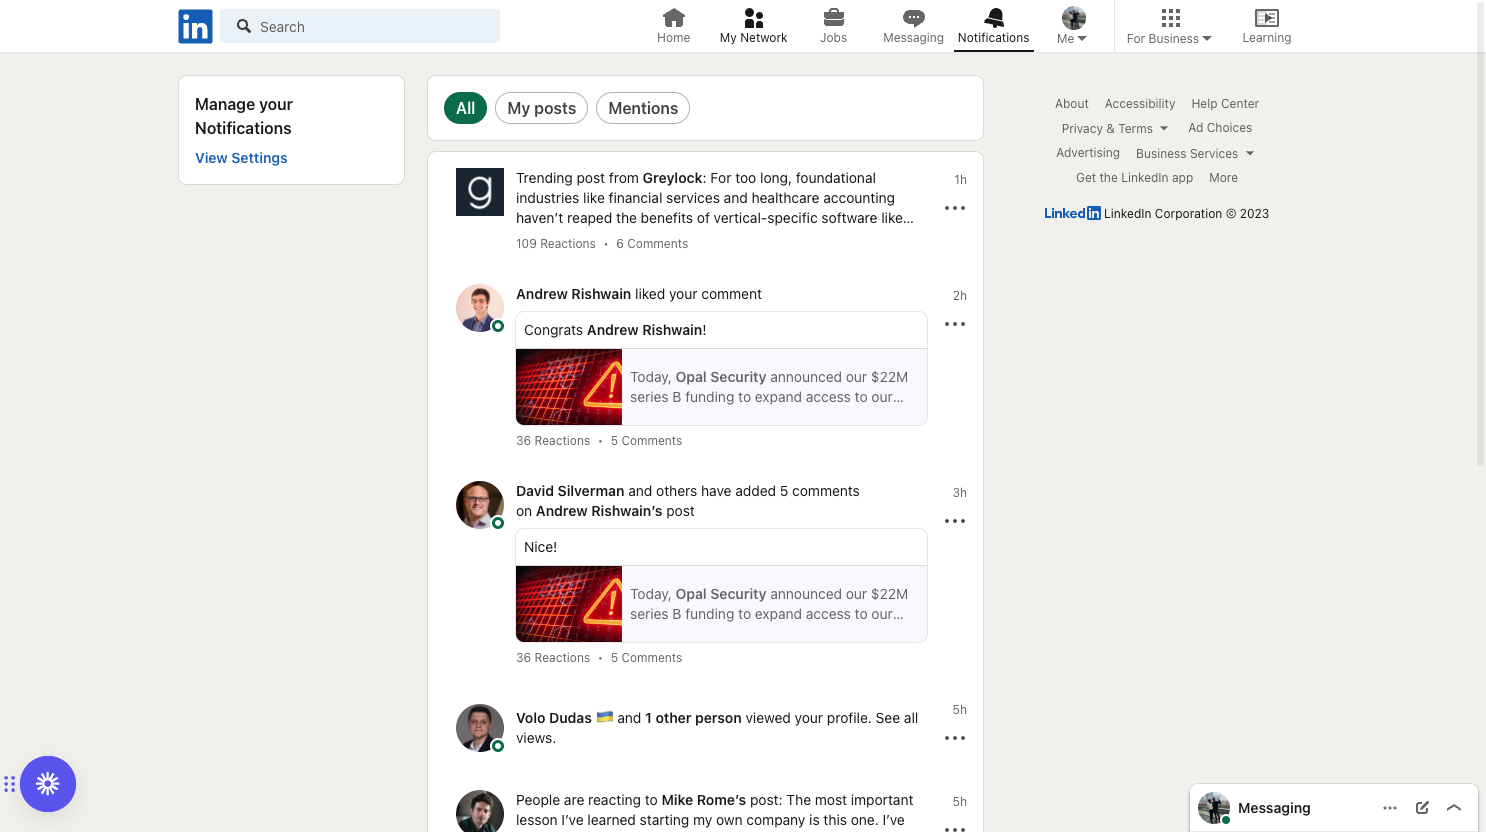 in
Search
Home
My Network
Jobs
Messaging
Notifications
Me
For Business
Learning
Manage your
Notifications
View Settings
All
My posts
Mentions
g
Trending post from Greylock: For too long, foundational
industries like financial services and healthcare accounting
haven’t reaped the benefits of vertical-specific software like...
1h
109 Reactions • 6 Comments
Andrew Rishwain liked your comment
2h
Congrats Andrew Rishwain!
Today, Opal Security announced our $22M
series B funding to expand access to our...
36 Reactions • 5 Comments
David Silverman and others have added 5 comments
on Andrew Rishwain’s post
3h
Nice!
Today, Opal Security announced our $22M
series B funding to expand access to our...
36 Reactions • 5 Comments
Volo Dudas 🇺🇦 and 1 other person viewed your profile. See all
views.
5h
People are reacting to Mike Rome’s post: The most important
lesson I’ve learned starting my own company is this one. I’ve
5h
About Accessibility Help Center
Privacy & Terms Ad Choices
Advertising Business Services
Get the LinkedIn app More
LinkedIn LinkedIn Corporation © 2023
Messaging